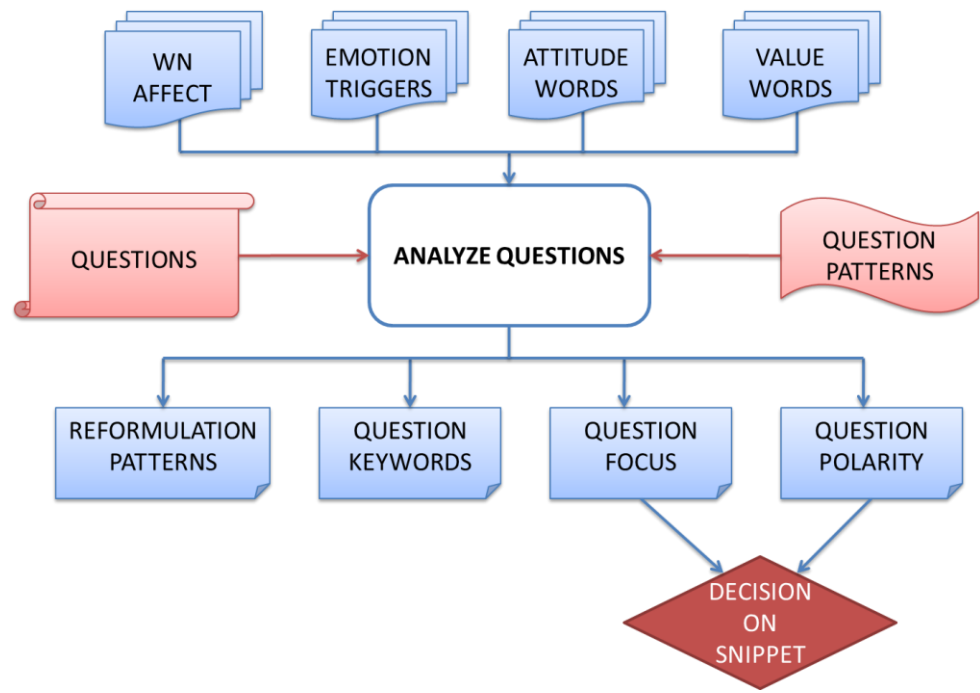 WN
AFFECT
EMOTION
TRIGGERS
ATTITUDE
WORDS
VALUE
WORDS
QUESTIONS
ANALYZE QUESTIONS
QUESTION
PATTERNS
REFORMULATION
PATTERNS
QUESTION
KEYWORDS
QUESTION
FOCUS
QUESTION
POLARITY
DECISION
ON
SNIPPET